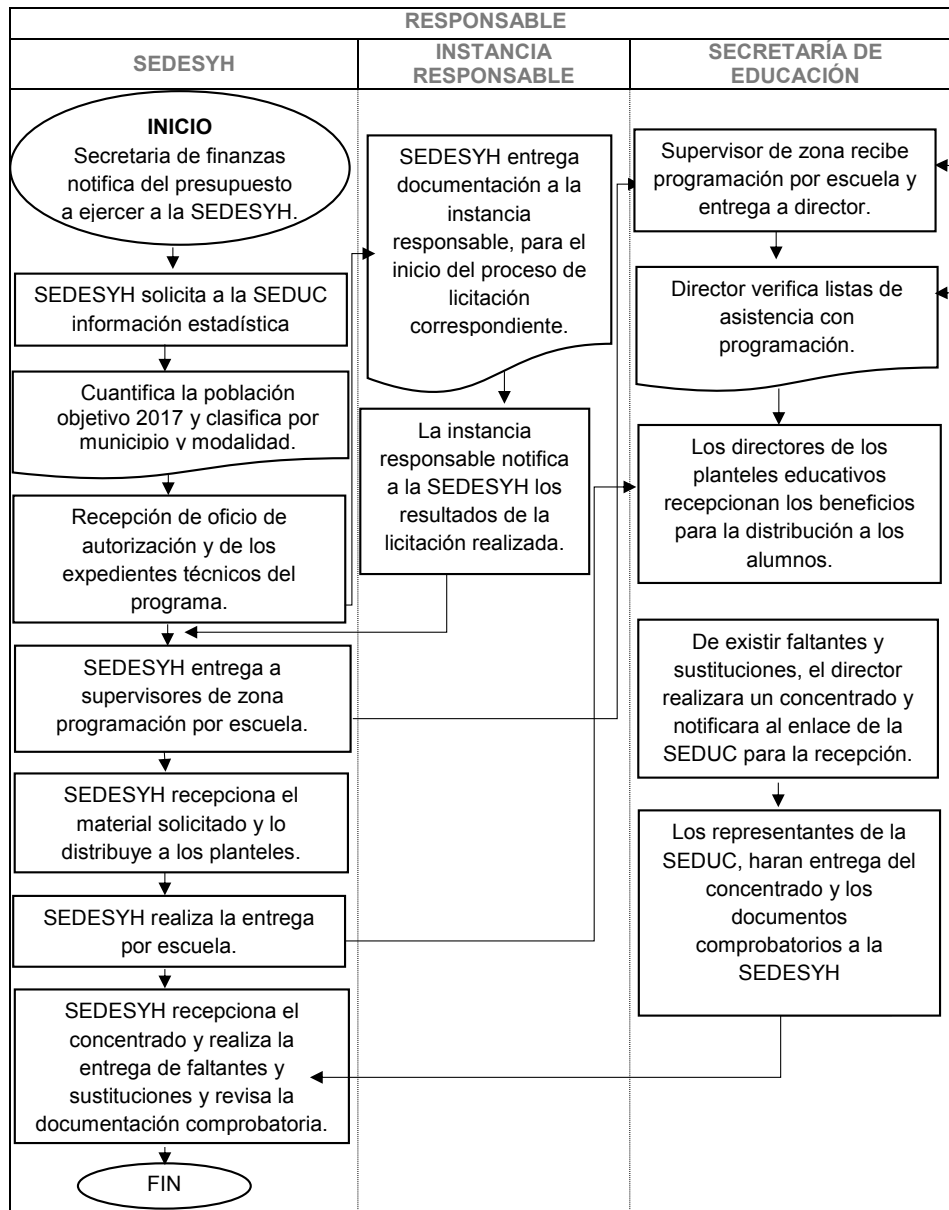 RESPONSABLE
SEDESYH
INSTANCIA
RESPONSABLE
SECRETARÍA DE
EDUCACIÓN
INICIO
Secretaria de finanzas
notifica del presupuesto
a ejercer a la SEDESYH.
SEDESYH solicita a la SEDUC
información estadística
Cuantifica la población
objetivo 2017 y clasifica por
municipio y modalidad.
Recepción de oficio de
autorización y de los
expedientes técnicos del
programa.
SEDESYH entrega a
supervisores de zona
programación por escuela.
SEDESYH recepciona el
material solicitado y lo
distribuye a los planteles.
SEDESYH realiza la entrega
por escuela.
SEDESYH recepciona el
concentrado y realiza la
entrega de faltantes y
sustituciones y revisa la
documentación comprobatoria.
FIN
SEDESYH entrega
documentación a la
instancia
responsable, para el
inicio del proceso de
licitación
correspondiente.
La instancia
responsable notifica
a la SEDESYH los
resultados de la
licitación realizada.
Supervisor de zona recibe
programación por escuela y
entrega a director.
Director verifica listas de
asistencia con
programación.
Los directores de los
planteles educativos
recepcionan los beneficios
para la distribución a los
alumnos.
De existir faltantes y
sustituciones, el director
realizara un concentrado y
notificara al enlace de la
SEDUC para la recepción.
Los representantes de la
SEDUC, haran entrega del
concentrado y los
documentos
comprobatorios a la
SEDESYH